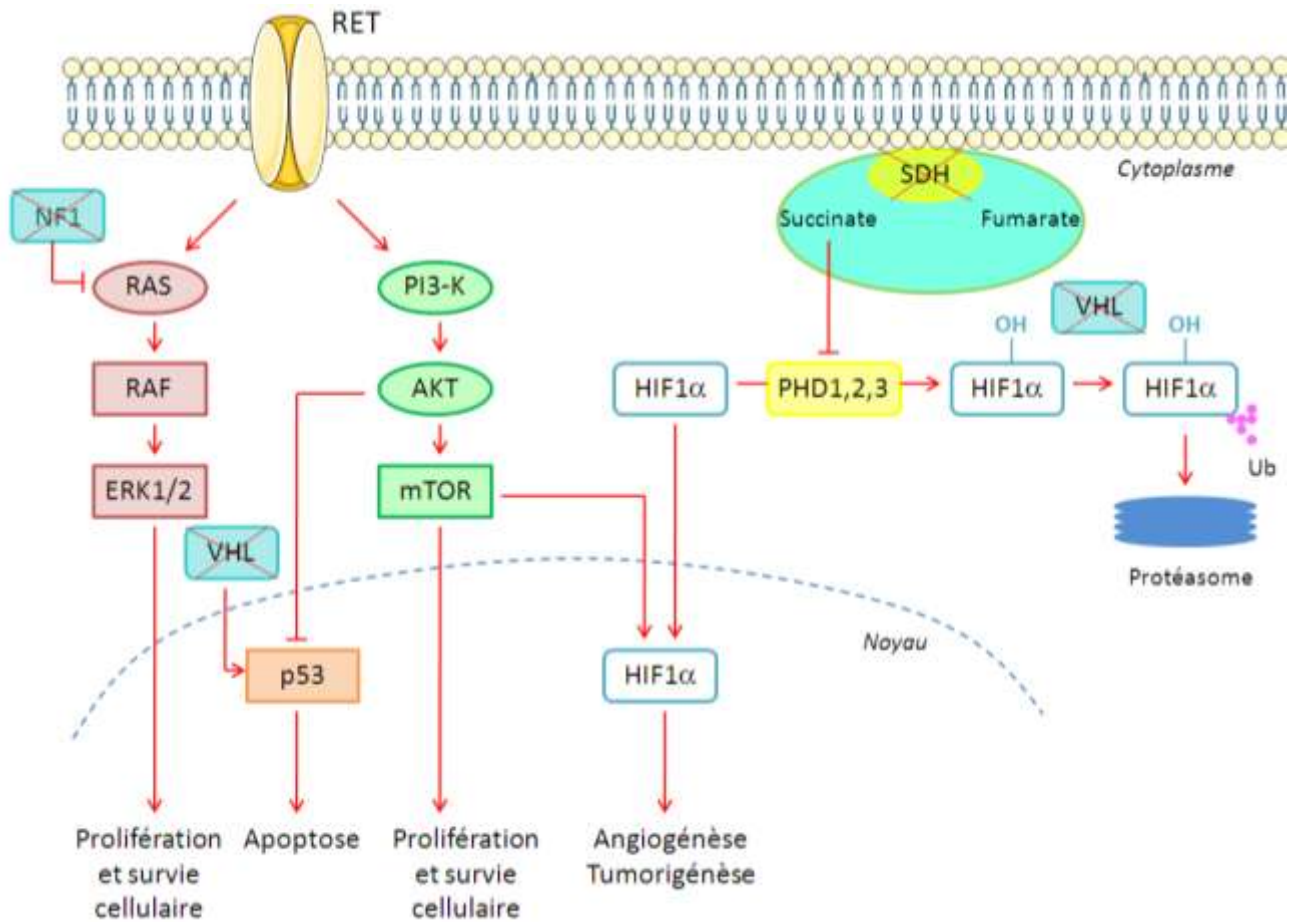 RET
Cytoplasme
SDH
Succinate
Fumarate
NF1
RAS
PI3-K
VHL
OH
OH
RAF
AKT
HIF1α
PHD1,2,3
HIF1α
HIF1α
Ub
ERK1/2
mTOR
VHL
Protéasome
Noyau
p53
HIF1α
Prolifération
et survie
cellulaire
Apoptose
Prolifération
et survie
cellulaire
Angiogénèse
Tumorigénèse